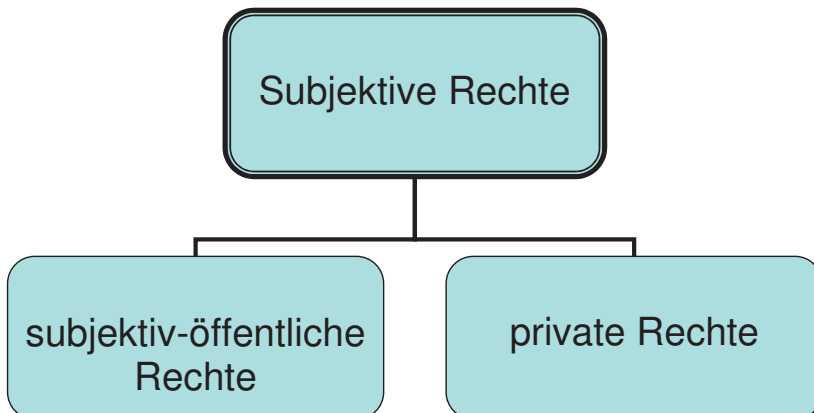 Subjektive Rechte
subjektiv-öffentliche
Rechte
private Rechte